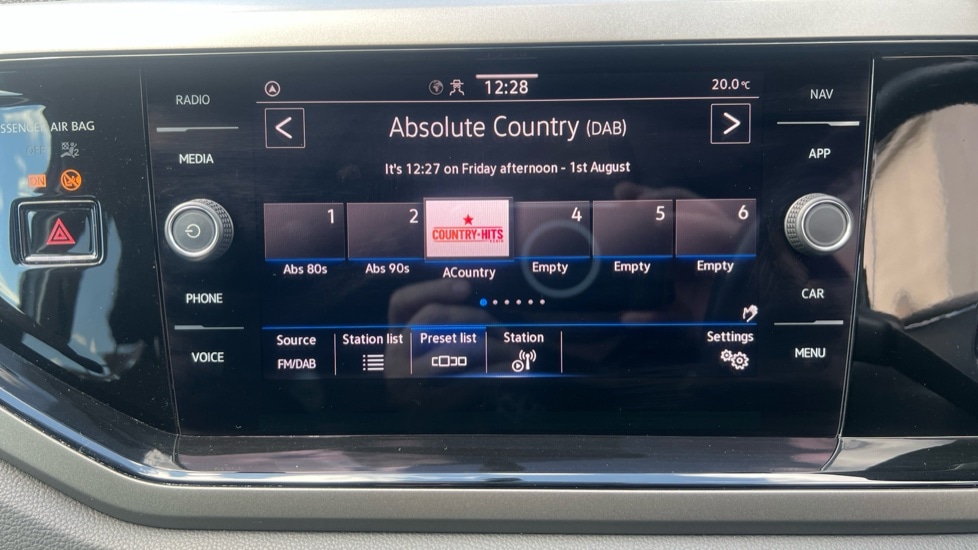 RADIO
MEDIA
PHONE
VOICE
AIR BAG
ON
12:28
20.0°C
Absolute Country (DAB)
It's 12:27 on Friday afternoon - 1st August
1
2
COUNTRY-HITS
RADIO
4
5
6
Abs 80s
Abs 90s
ACountry
Empty
Empty
Empty
Source
FM/DAB
Station list
Preset list
Station
Settings
NAV
APP
CAR
MENU